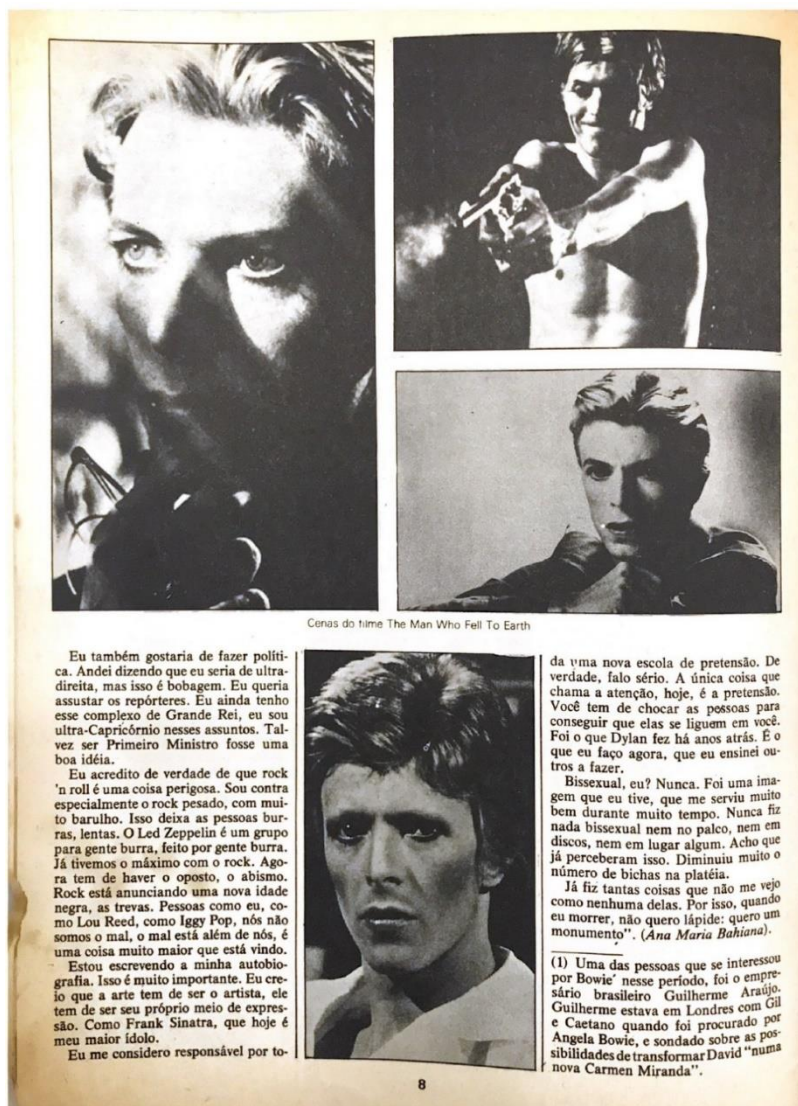 Cenas do filme The Man Who Fell To Earth
Eu também gostaria de fazer políti-
ca. Andei dizendo que eu seria de ultra-
direita, mas isso é bobagem. Eu queria
assustar os repórteres. Eu ainda tenho
esse complexo de Grande Rei, eu sou
ultra-Capricórnio nesses assuntos. Tal-
vez ser Primeiro Ministro fosse uma
boa idéia.
Eu acredito de verdade de que rock
'n roll é uma coisa perigosa. Sou contra
especialmente o rock pesado, com mui-
to barulho. Isso deixa as pessoas bur-
ras, lentas. O Led Zeppelin é um grupo
para gente burra, feito por gente burra.
Já tivemos o máximo com o rock. Ago-
ra tem de haver o oposto, o abismo.
Rock está anunciando uma nova idade
negra, as trevas. Pessoas como eu, co-
mo Lou Reed, como Iggy Pop, nós não
somos o mal, o mal está além de nós, é
uma coisa muito maior que está vindo.
Estou escrevendo a minha autobio-
grafia. Isso é muito importante. Eu cre-
io que a arte tem de ser o artista, ele
tem de ser seu próprio meio de expres-
são. Como Frank Sinatra, que hoje é
meu maior ídolo.
Eu me considero responsável por to-
da uma nova escola de pretensão. De
verdade, falo sério. A única coisa que
chama a atenção, hoje, é a pretensão.
Você tem de chocar as pessoas para
conseguir que elas se liguem em você.
Foi o que Dylan fez há anos atrás. É o
que eu faço agora, que eu ensinei ou-
tros a fazer.
Bissexual, eu? Nunca. Foi uma ima-
gem que eu tive, que me serviu muito
bem durante muito tempo. Nunca fiz
nada bissexual nem no palco, nem em
discos, nem em lugar algum. Acho que
já perceberam isso. Diminuiu muito o
número de bichas na platéia.
Já fiz tantas coisas que não me vejo
como nenhuma delas. Por isso, quando
eu morrer, não quero lápide: quero um
monumento". (Ana Maria Bahiana).
(1) Uma das pessoas que se interessou
por Bowie' nesse período, foi o empre-
sário brasileiro Guilherme Araújo.
Guilherme estava em Londres com Gil
e Caetano quando foi procurado por
Angela Bowie, e sondado sobre as pos-
sibilidades de transformar David "numa
nova Carmen Miranda".
8